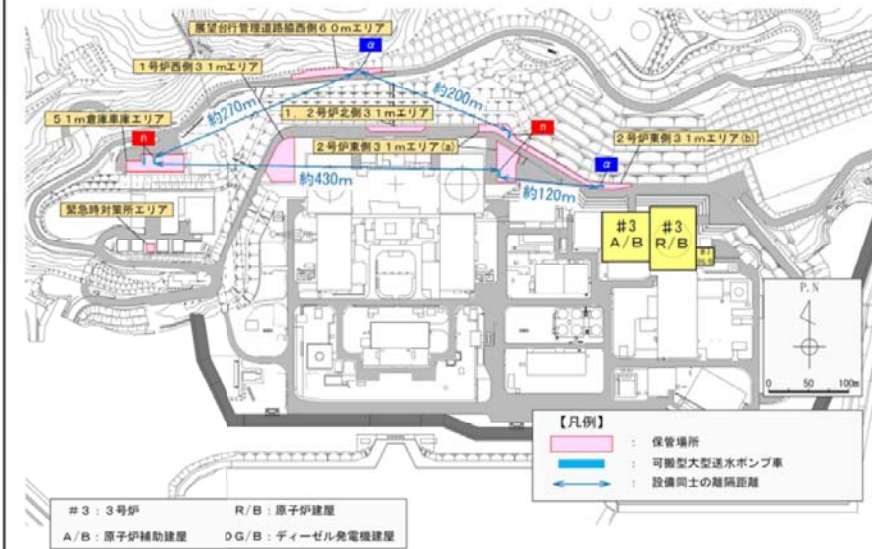 展望台行管理道路脇西側６０ｍエリア
α
１号炉西側３１ｍエリア
約270m
約200m
５１ｍ倉庫車庫エリア
１，２号炉北側３１ｍエリア
n
n
２号炉東側３１ｍエリア(a)
２号炉東側３１ｍエリア(b)
α
約430m
約120m
緊急時対策所エリア
＃３
A／B
＃３
R／B
P.N
0 50 100m
【凡例】
： 保管場所
： 可搬型大型送水ポンプ車
： 設備同士の離隔距離
＃３：３号炉 R／B：原子炉建屋
A／B：原子炉補助建屋 DG／B：ディーゼル発電機建屋